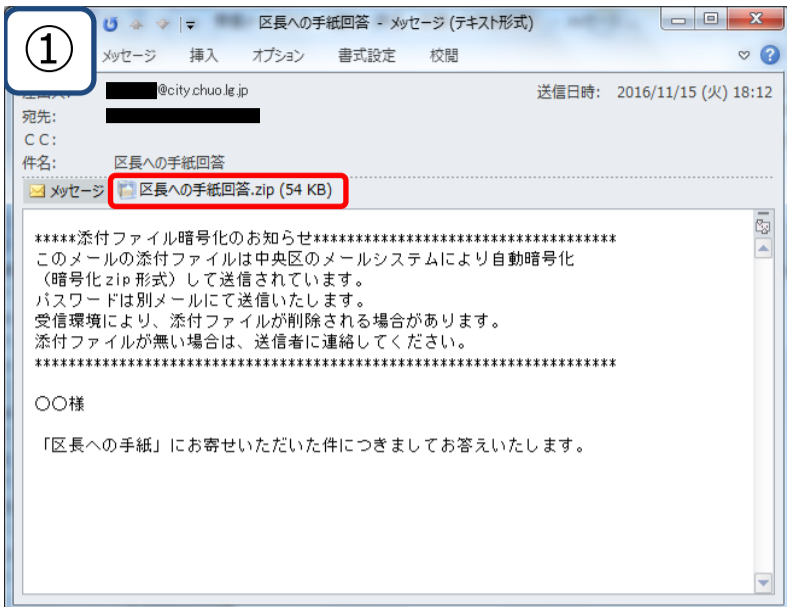 ①
区長への手紙回答 - メッセージ (テキスト形式)
メッセージ 挿入 オプション 書式設定 校閲
@city.chuo.lg.jp
送信日時: 2016/11/15 (火) 18:12
宛先:
CC:
件名: 区長への手紙回答
メッセージ 区長への手紙回答.zip (54 KB)
*****添付ファイル暗号化のお知らせ************************************
このメールの添付ファイルは中央区のメールシステムにより自動暗号化
(暗号化zip形式)して送信されています。
パスワードは別メールにて送信いたします。
受信環境により、添付ファイルが削除される場合があります。
添付ファイルが無い場合は、送信者に連絡してください。
*********************************************************************
〇〇様
「区長への手紙」にお寄せいただいた件につきましてお答えいたします。